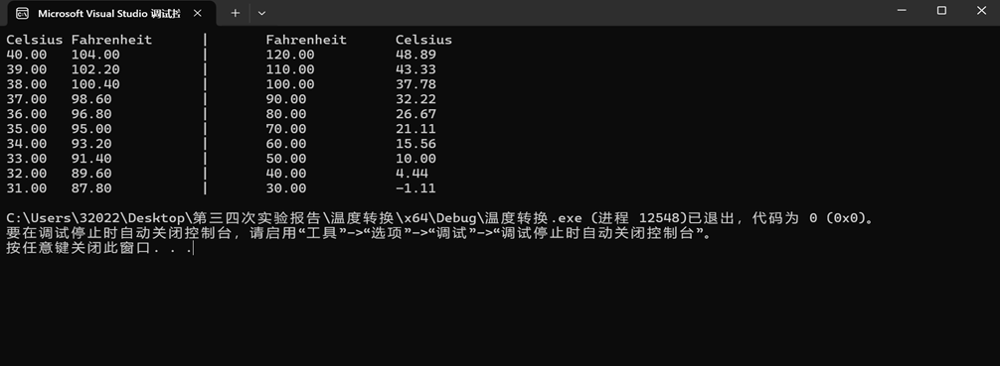 Microsoft Visual Studio 调试控
Celsius Fahrenheit | Fahrenheit Celsius
40.00 104.00 | 120.00 48.89
39.00 102.20 | 110.00 43.33
38.00 100.40 | 100.00 37.78
37.00 98.60 | 90.00 32.22
36.00 96.80 | 80.00 26.67
35.00 95.00 | 70.00 21.11
34.00 93.20 | 60.00 15.56
33.00 91.40 | 50.00 10.00
32.00 89.60 | 40.00 4.44
31.00 87.80 | 30.00 -1.11
C:\Users\32022\Desktop\第三四次实验报告\温度转换\x64\Debug\温度转换.exe (进程 12548)已退出，代码为 0 (0x0)。
要在调试停止时自动关闭控制台，请启用“工具”->“选项”->“调试”->“调试停止时自动关闭控制台”。
按任意键关闭此窗口. . .